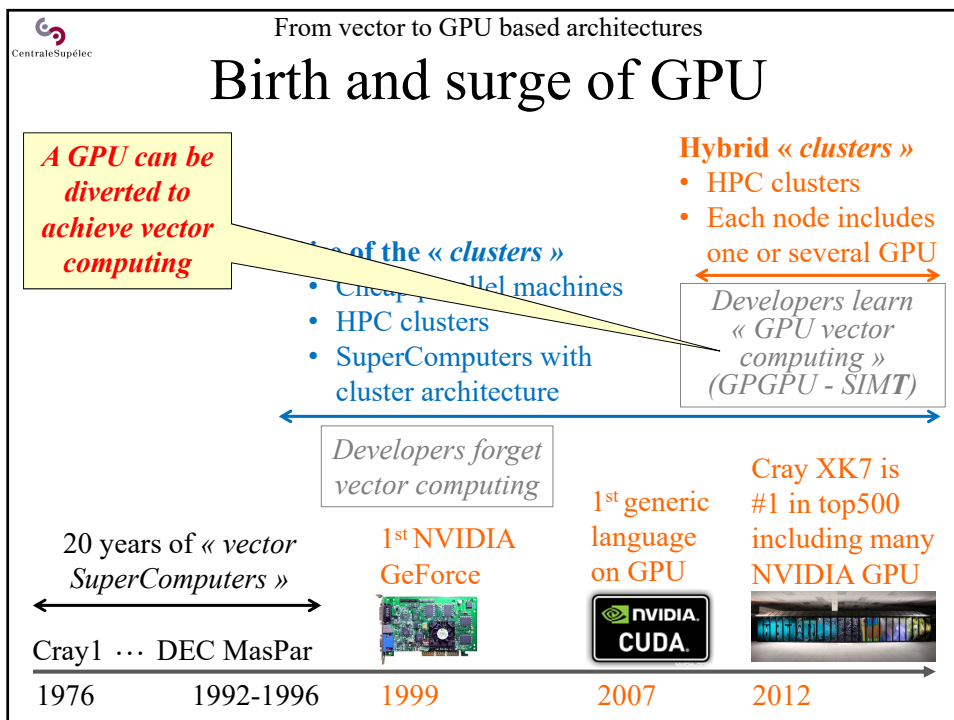 CentraleSupélec
From vector to GPU based architectures
Birth and surge of GPU
A GPU can be
diverted to
achieve vector
computing
Hybrid « clusters »
• HPC clusters
• Each node includes
one or several GPU
of the « clusters »
• Cheap parallel machines
• HPC clusters
• SuperComputers with
cluster architecture
Developers learn
« GPU vector
computing »
(GPGPU - SIMT)
Developers forget
vector computing
20 years of « vector
SuperComputers »
1st NVIDIA
GeForce
1st generic
language
on GPU
Cray XK7 is
#1 in top500
including many
NVIDIA GPU
NVIDIA.
CUDA.
Cray1 ... DEC MasPar
1976
1992-1996
1999
2007
2012